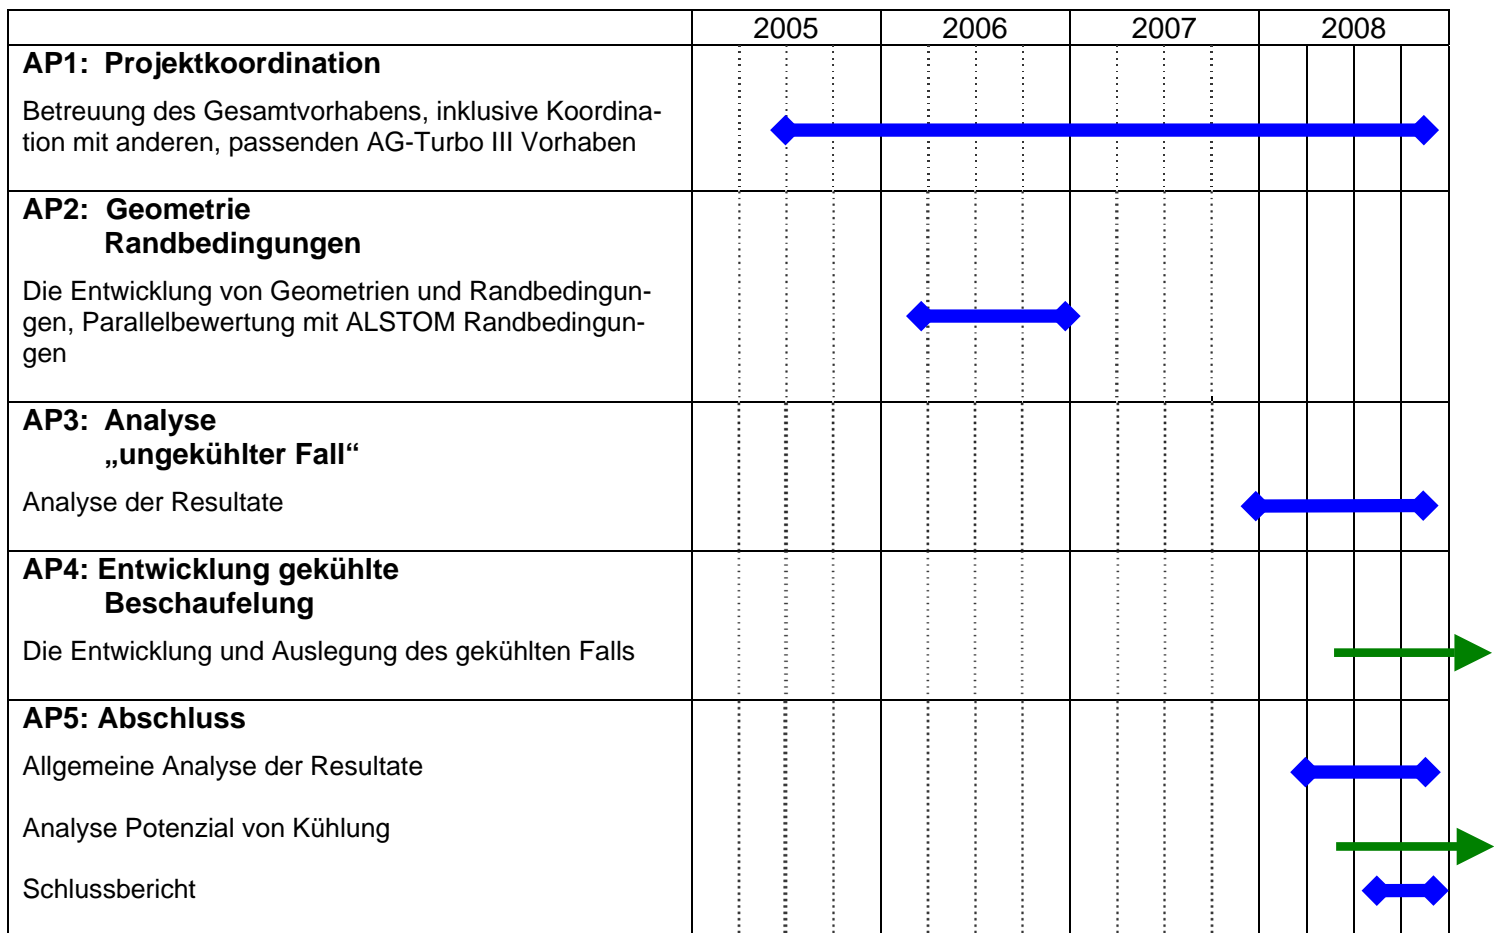 2005 2006 2007 2008
AP1: Projektkoordination
Betreuung des Gesamtvorhabens, inklusive Koordina-
tion mit anderen, passenden AG-Turbo III Vorhaben
AP2: Geometrie
Randbedingungen
Die Entwicklung von Geometrien und Randbedingun-
gen, Parallelbewertung mit ALSTOM Randbedingun-
gen
AP3: Analyse
„ungekühlter Fall“
Analyse der Resultate
AP4: Entwicklung gekühlte
Beschaufelung
Die Entwicklung und Auslegung des gekühlten Falls
AP5: Abschluss
Allgemeine Analyse der Resultate
Analyse Potenzial von Kühlung
Schlussbericht